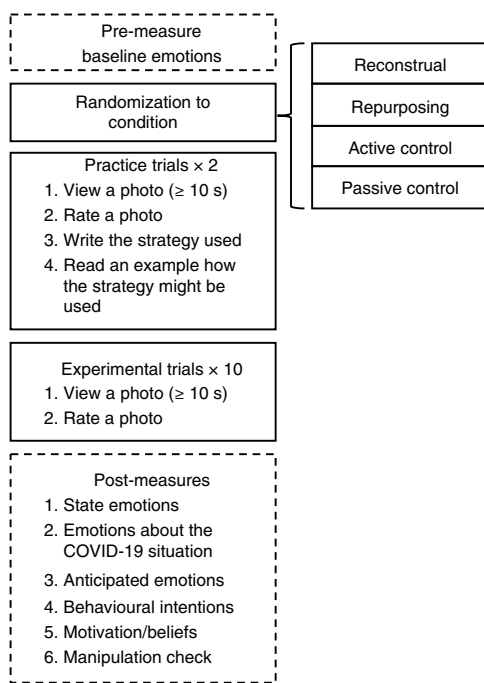 Pre-measure
baseline emotions
Randomization to
condition
Reconstrual
Repurposing
Active control
Passive control
Practice trials × 2
1. View a photo (≥ 10 s)
2. Rate a photo
3. Write the strategy used
4. Read an example how
the strategy might be
used
Experimental trials × 10
1. View a photo (≥ 10 s)
2. Rate a photo
Post-measures
1. State emotions
2. Emotions about the
COVID-19 situation
3. Anticipated emotions
4. Behavioural intentions
5. Motivation/beliefs
6. Manipulation check